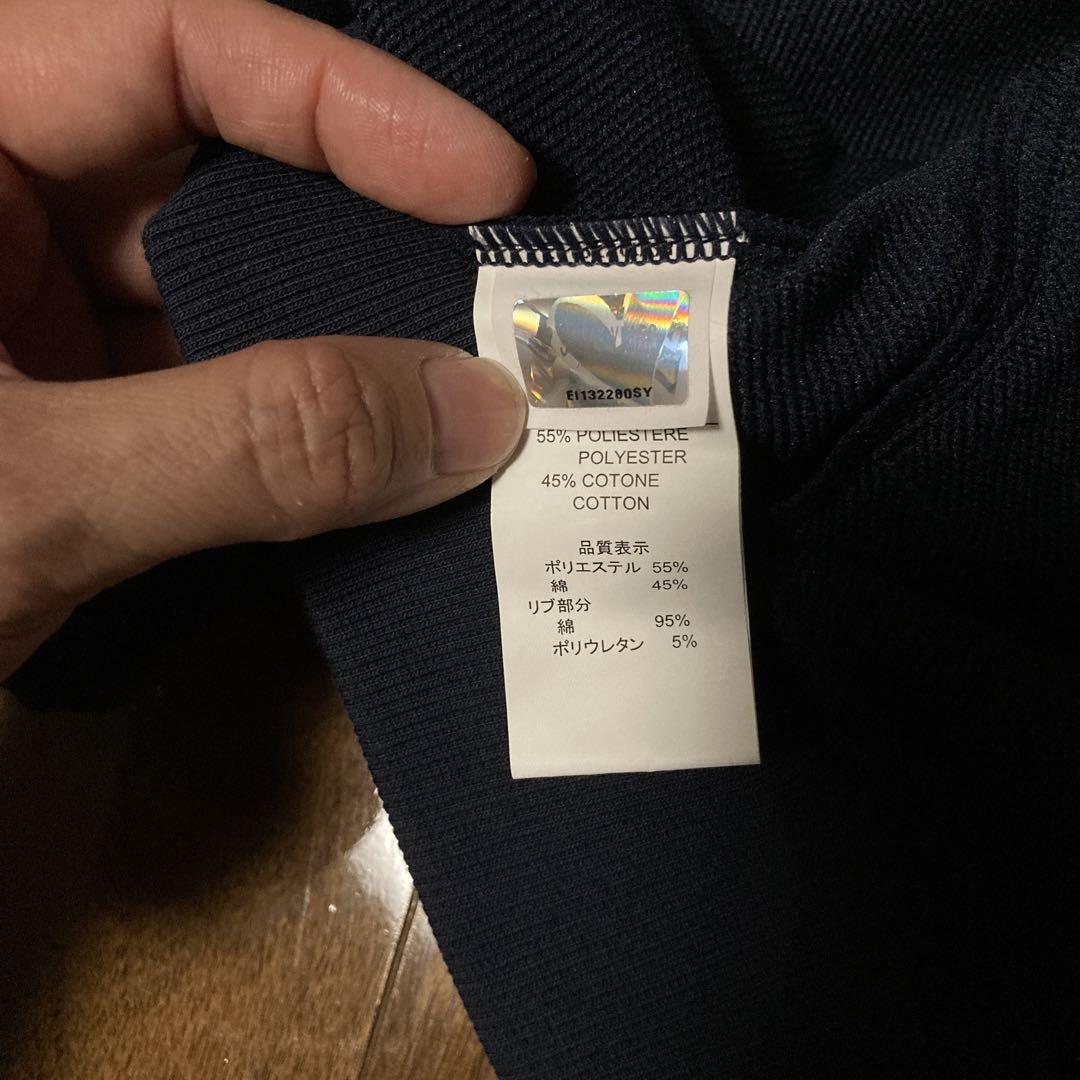 EI132280SY
55% POLIESTERE
POLYESTER
45% COTONE
COTTON
品質表示
ポリエステル 55%
綿 45%
リブ部分
綿 95%
ポリウレタン 5%